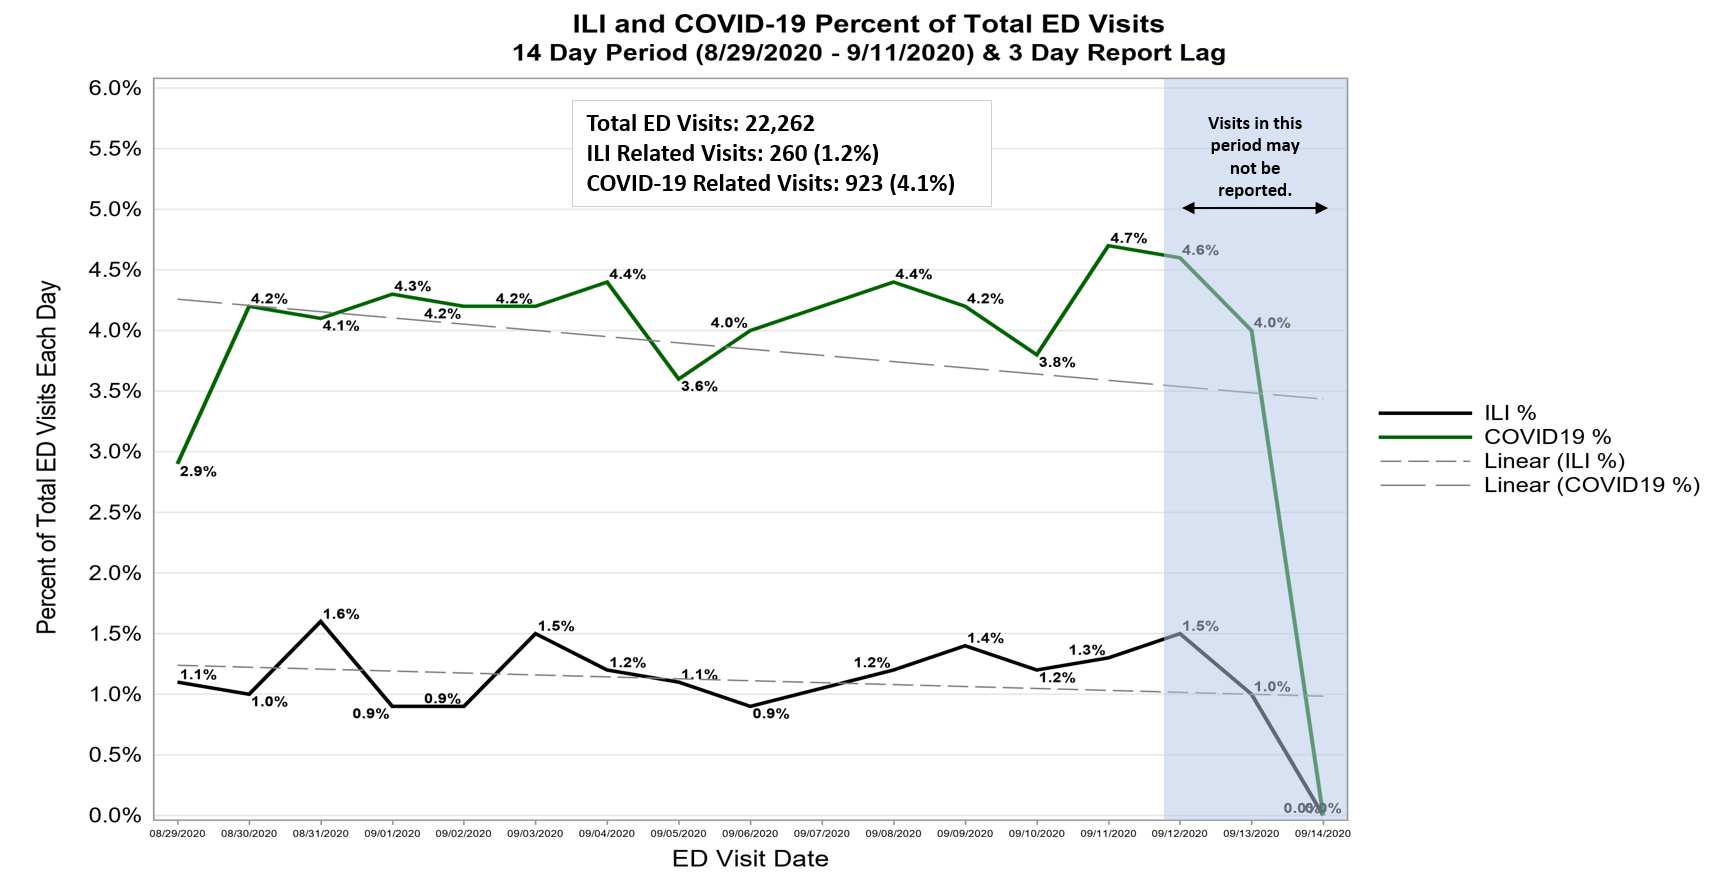 ILI and COVID-19 Percent of Total ED Visits
14 Day Period (8/29/2020 - 9/11/2020) & 3 Day Report Lag
Percent of Total ED Visits Each Day
6.0%
5.5%
5.0%
4.5%
4.0%
3.5%
3.0%
2.5%
2.0%
1.5%
1.0%
0.5%
0.0%
Total ED Visits: 22,262
ILI Related Visits: 260 (1.2%)
COVID-19 Related Visits: 923 (4.1%)
Visits in this
period may
not be
reported.
2.9%
4.2%
4.1%
4.3%
4.2%
4.2%
4.4%
3.6%
4.0%
4.4%
4.2%
3.8%
4.7%
4.6%
4.0%
0.0%
1.1%
1.0%
1.6%
0.9%
0.9%
1.5%
1.2%
1.1%
0.9%
1.2%
1.4%
1.2%
1.3%
1.5%
1.0%
0.0%
08/29/2020 08/30/2020 08/31/2020 09/01/2020 09/02/2020 09/03/2020 09/04/2020 09/05/2020 09/06/2020 09/07/2020 09/08/2020 09/09/2020 09/10/2020 09/11/2020 09/12/2020 09/13/2020 09/14/2020
ED Visit Date
ILI %
COVID19 %
Linear (ILI %)
Linear (COVID19 %)